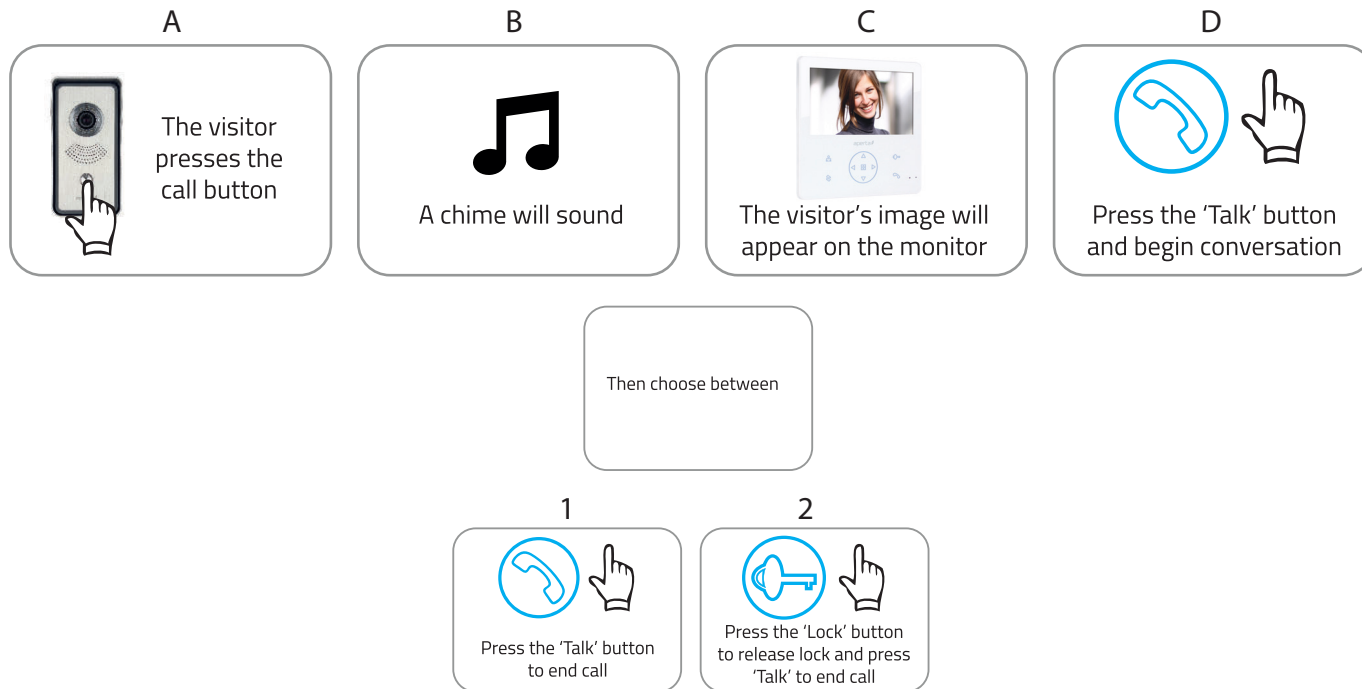 A
B
C
D
The visitor
presses the
call button
A chime will sound
The visitor’s image will
appear on the monitor
Press the ‘Talk’ button
and begin conversation
Then choose between
1
2
Press the ‘Talk’ button
to end call
Press the ‘Lock’ button
to release lock and press
‘Talk’ to end call